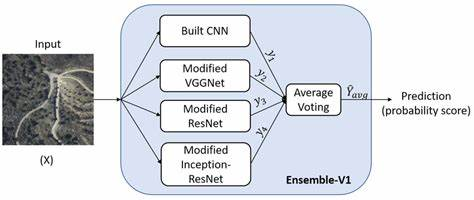 Input
(X)
Built CNN
Modified
VGGNet
Modified
ResNet
Modified
Inception-
ResNet
y₁
y₂
y₃
y₄
Average
Voting
Ensemble-V1
Ŷavg
Prediction
(probability score)